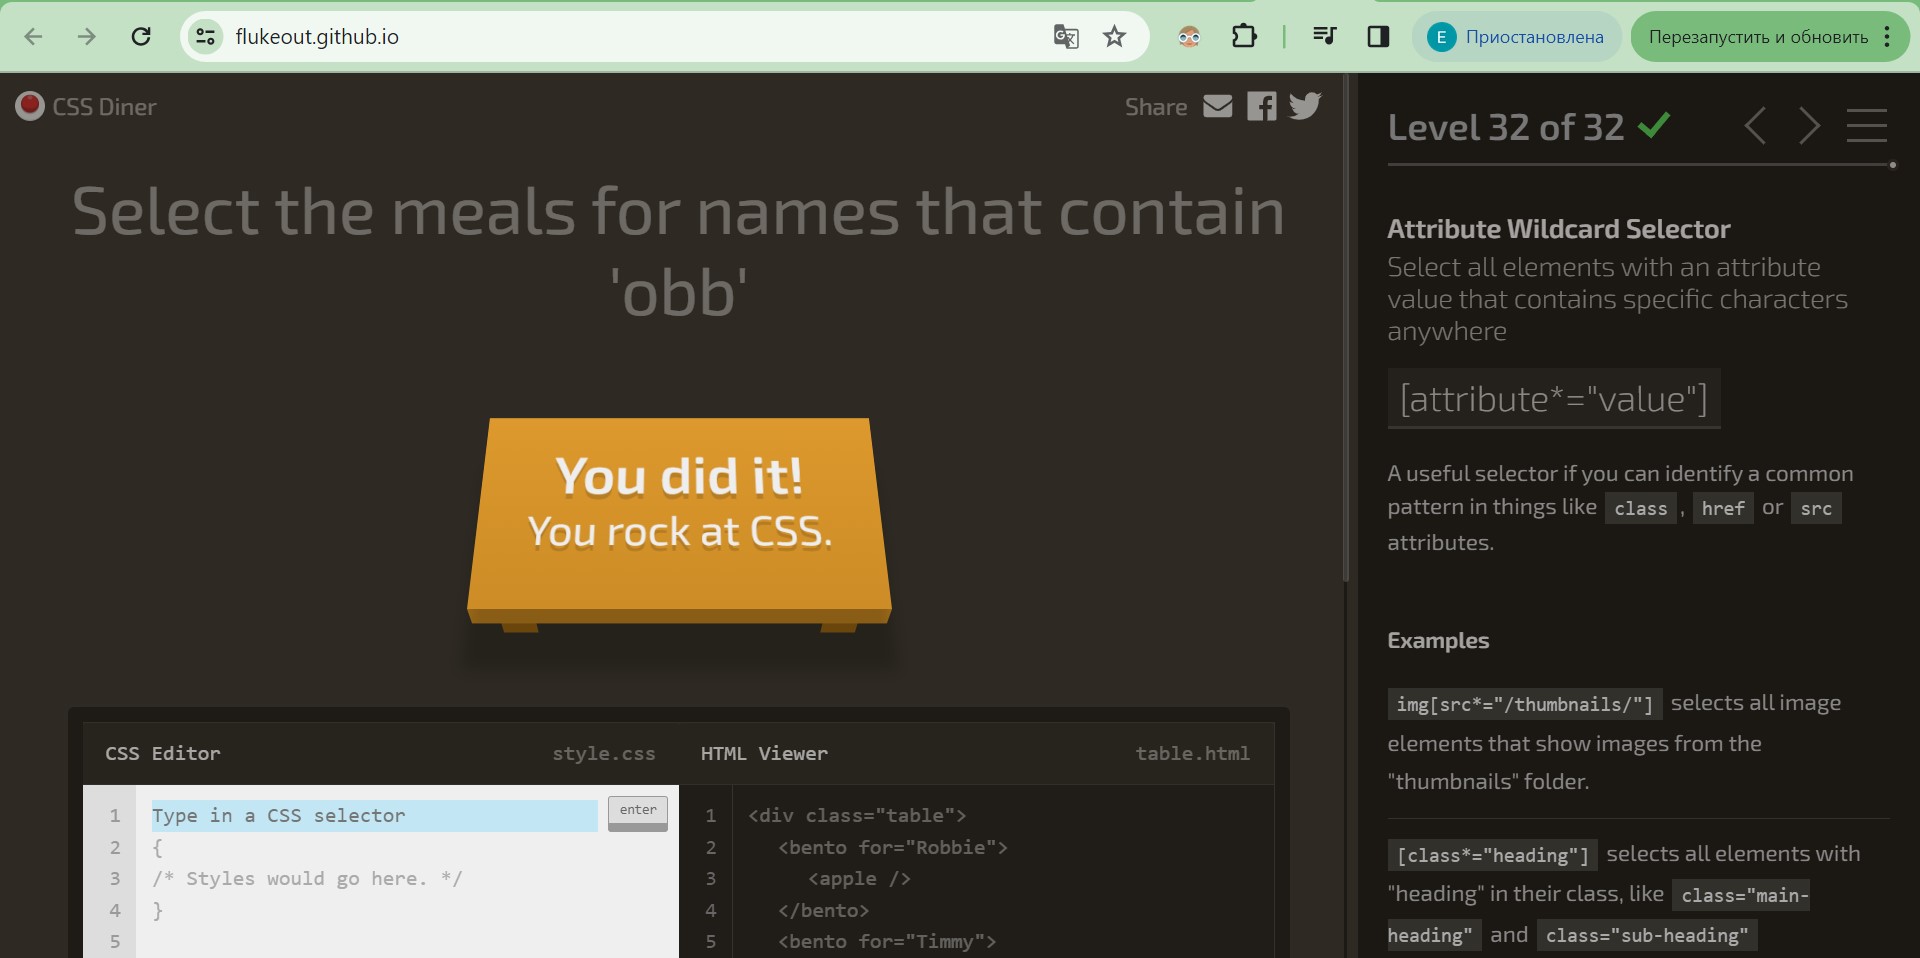 flukeout.github.io
E Приостановлена
Перезапустить и обновить
CSS Diner
Share
Select the meals for names that contain
'obb'
You did it!
You rock at CSS.
CSS Editor
style.css
1 Type in a CSS selector
enter
2 {
3 /* Styles would go here. */
4 }
5
HTML Viewer
table.html
1 <div class="table">
2 <bento for="Robbie">
3 <apple />
4 </bento>
5 <bento for="Timmy">
Level 32 of 32
Attribute Wildcard Selector
Select all elements with an attribute
value that contains specific characters
anywhere
[attribute*="value"]
A useful selector if you can identify a common
pattern in things like class , href or src
attributes.
Examples
img[src*="/thumbnails/"] selects all image
elements that show images from the
"thumbnails" folder.
[class*="heading"] selects all elements with
"heading" in their class, like class="main-
heading" and class="sub-heading"